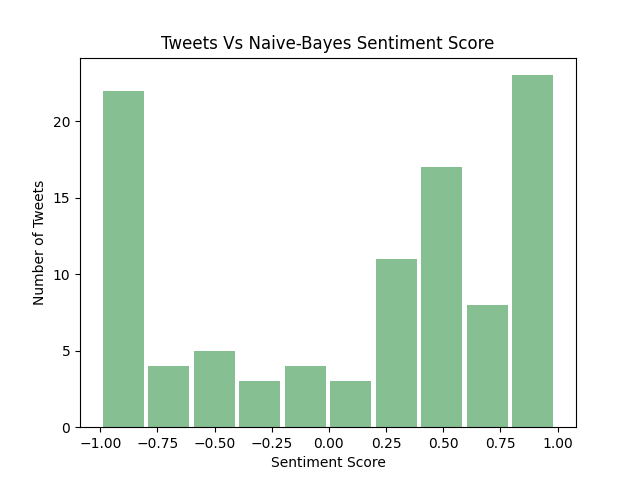 Tweets Vs Naive-Bayes Sentiment Score
Number of Tweets
20
15
10
5
0
−1.00 −0.75 −0.50 −0.25 0.00 0.25 0.50 0.75 1.00
Sentiment Score